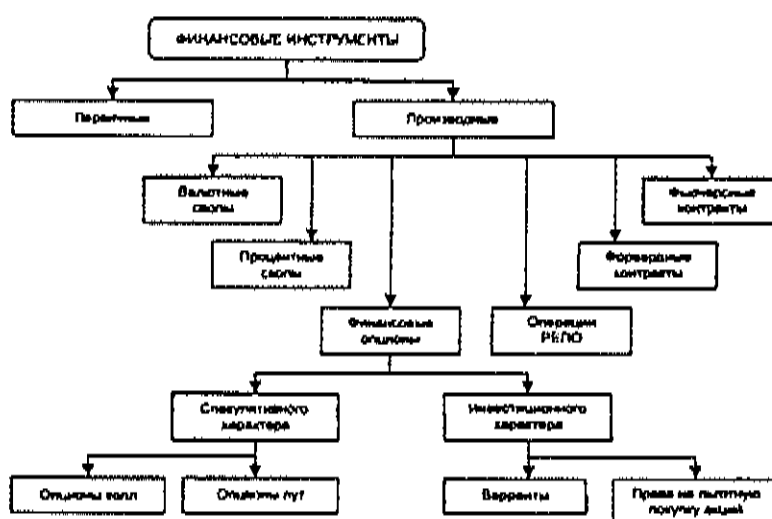 ФИНАНСОВЫЕ ИНСТРУМЕНТЫ
Первичные
Производные
Валютные
свопы
Фьючерсные
контракты
Процентные
свопы
Форвардные
контракты
Финансовые
опционы
Операции
РЕПО
Спекулятивного
характера
Инвестиционного
характера
Опционы колл
Опционы пут
Варранты
Права на льготную
покупку акций